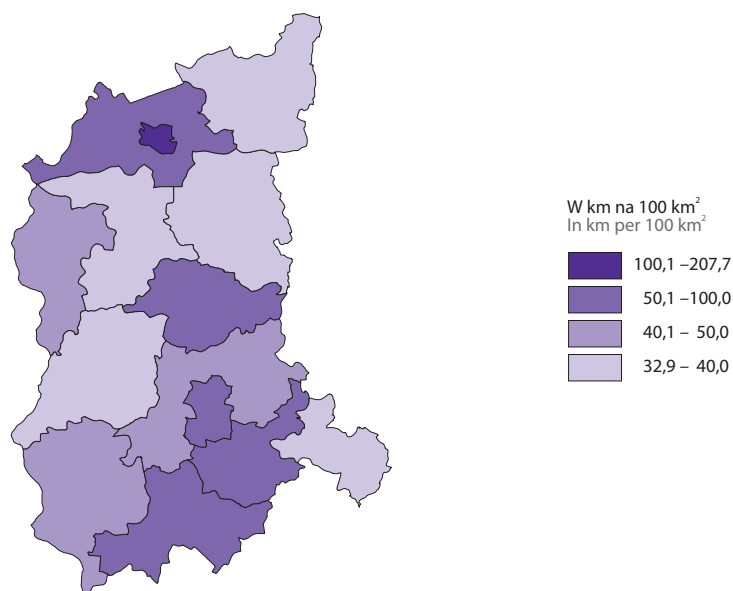 W km na 100 km²
In km per 100 km²
100,1 –207,7
50,1 –100,0
40,1 – 50,0
32,9 – 40,0